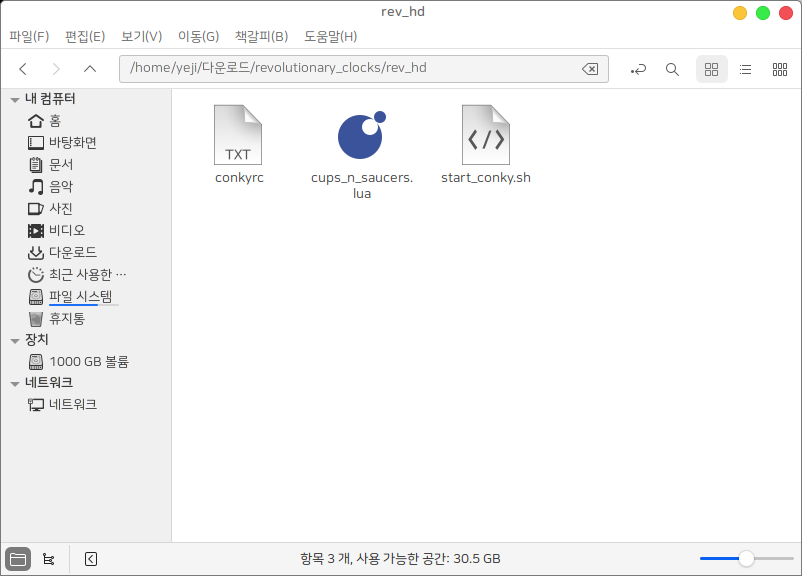 rev_hd
파일(F) 편집(E) 보기(V) 이동(G) 책갈피(B) 도움말(H)
/home/yeji/다운로드/revolutionary_clocks/rev_hd
내 컴퓨터
홈
바탕화면
문서
음악
사진
비디오
다운로드
최근 사용한 …
파일 시스템
휴지통
장치
1000 GB 볼륨
네트워크
네트워크
TXT
conkyrc
cups_n_saucers.
lua
</>
start_conky.sh
항목 3 개, 사용 가능한 공간: 30.5 GB